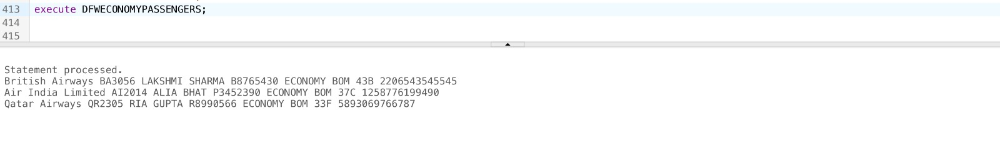 413 execute DFWECONOMYPASSENGERS;
414
415
Statement processed.
British Airways BA3056 LAKSHMI SHARMA B8765430 ECONOMY BOM 43B 2206543545545
Air India Limited AI2014 ALIA BHAT P3452390 ECONOMY BOM 37C 1258776199490
Qatar Airways QR2305 RIA GUPTA R8990566 ECONOMY BOM 33F 5893069766787